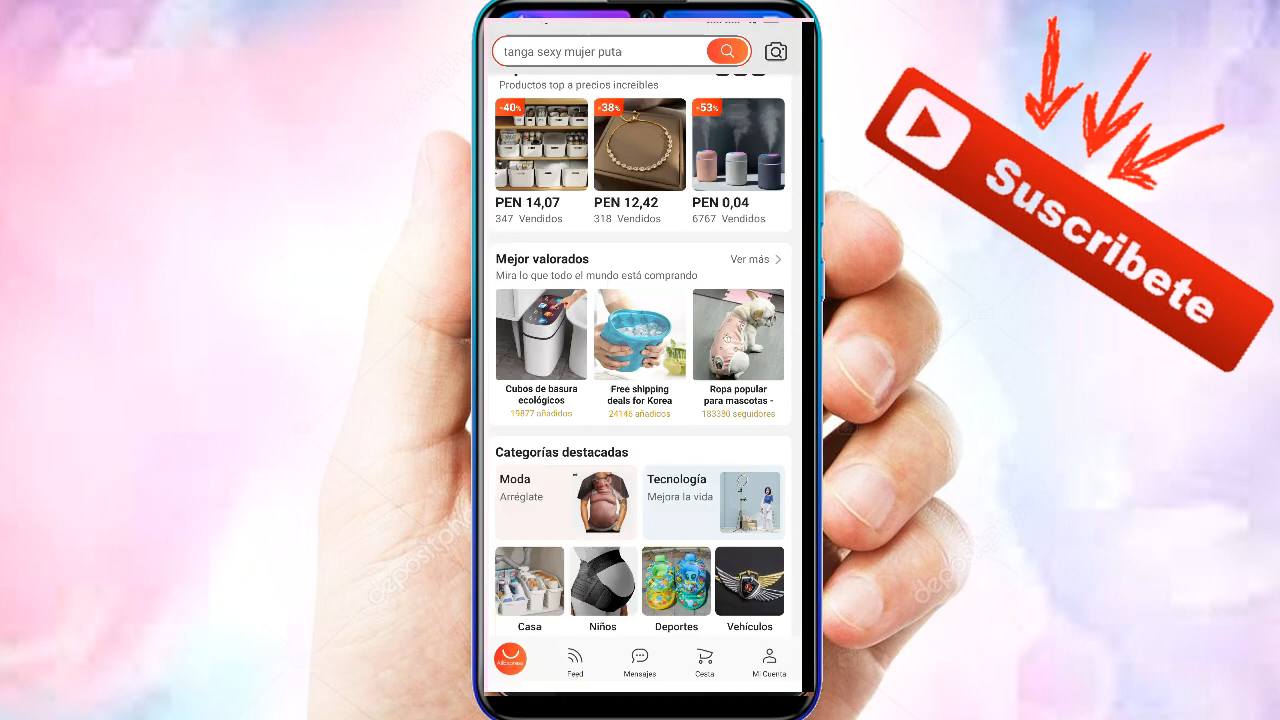 tanga sexy mujer puta
Productos top a precios increíbles
-40%
-38%
-53%
PEN 14,07
PEN 12,42
PEN 0,04
347 Vendidos
318 Vendidos
6767 Vendidos
Mejor valorados
Ver más
Mira lo que todo el mundo está comprando
Cubos de basura
ecológicos
19877 añadidos
Free shipping
deals for Korea
24146 añadidos
Ropa popular
para mascotas -
183380 seguidores
Categorías destacadas
Moda
Arréglate
Tecnología
Mejora la vida
Casa
Niños
Deportes
Vehículos
AliExpress
Feed
Mensajes
Cesta
Mi Cuenta
Suscribete
depositphotos